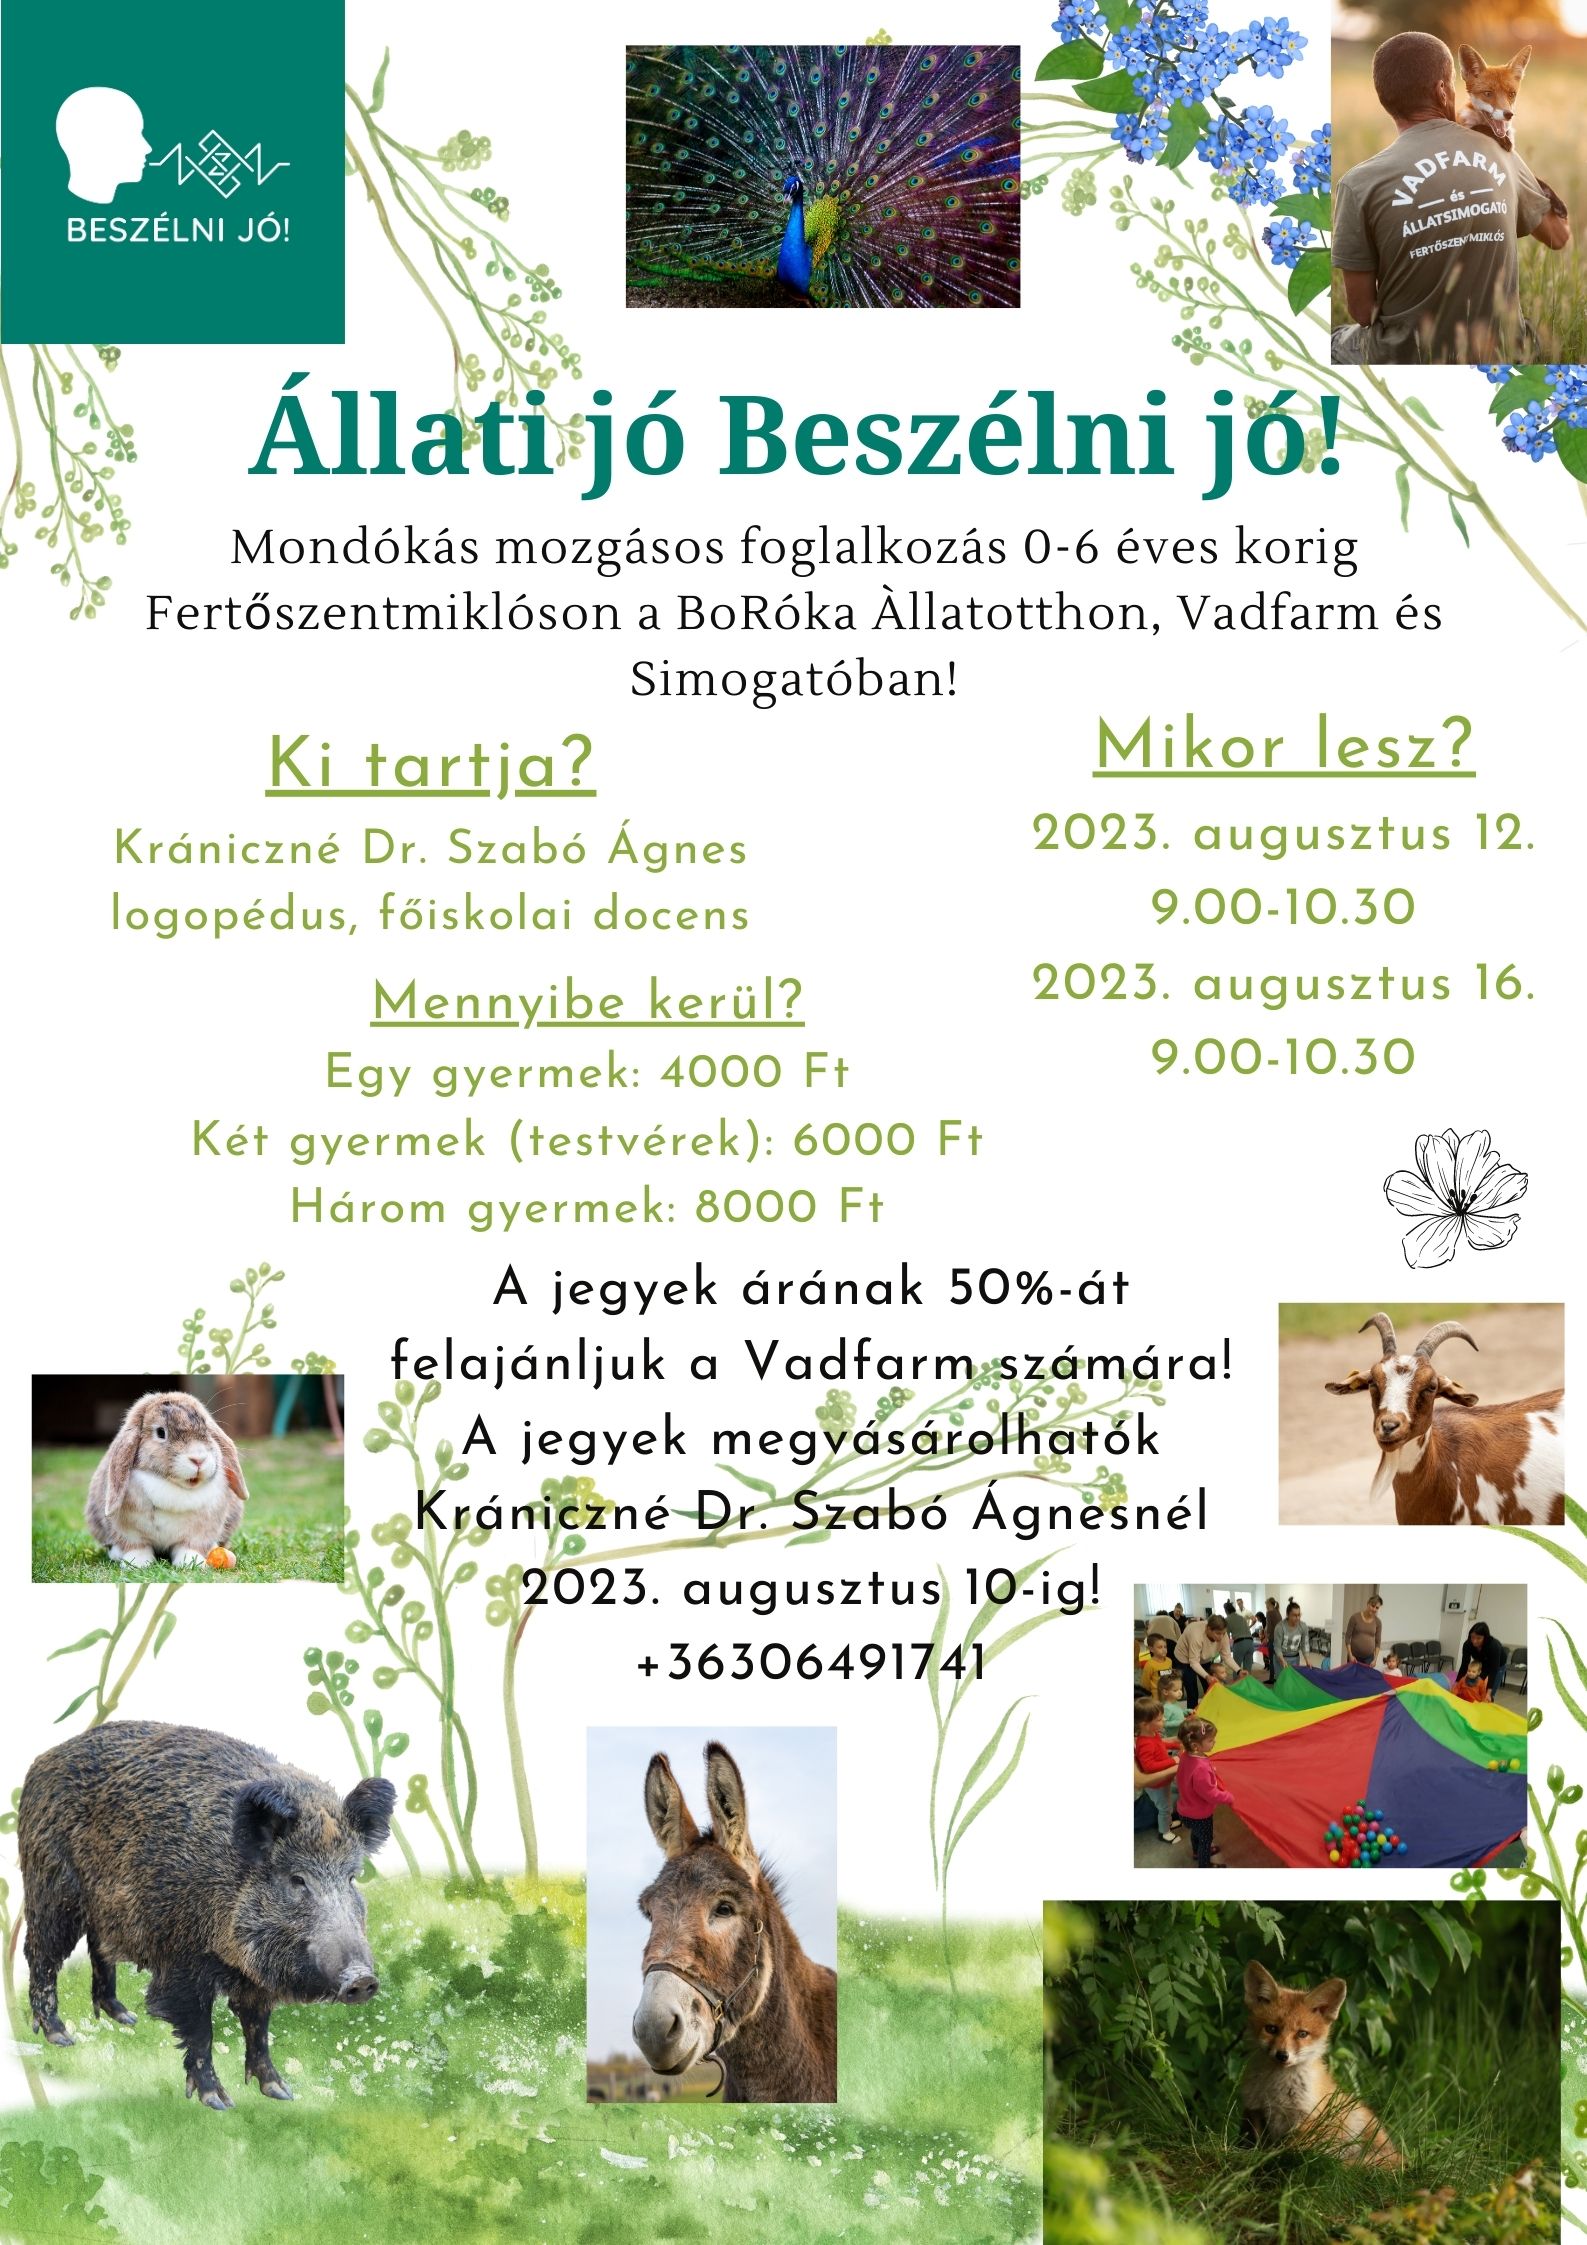 BESZÉLNI JÓ!
VADFARM
és
ÁLLATSIMOGATÓ
FERTŐSZENTMIKLÓS
Állati jó Beszélni jó!
Mondókás mozgásos foglalkozás 0-6 éves korig
Fertőszentmiklóson a BoRóka Àllatotthon, Vadfarm és
Simogatóban!
Ki tartja?
Krániczné Dr. Szabó Ágnes
logopédus, főiskolai docens
Mikor lesz?
2023. augusztus 12.
9.00-10.30
2023. augusztus 16.
9.00-10.30
Mennyibe kerül?
Egy gyermek: 4000 Ft
Két gyermek (testvérek): 6000 Ft
Három gyermek: 8000 Ft
A jegyek árának 50%-át
felajánljuk a Vadfarm számára!
A jegyek megvásárolhatók
Krániczné Dr. Szabó Ágnesnél
2023. augusztus 10-ig!
+36306491741